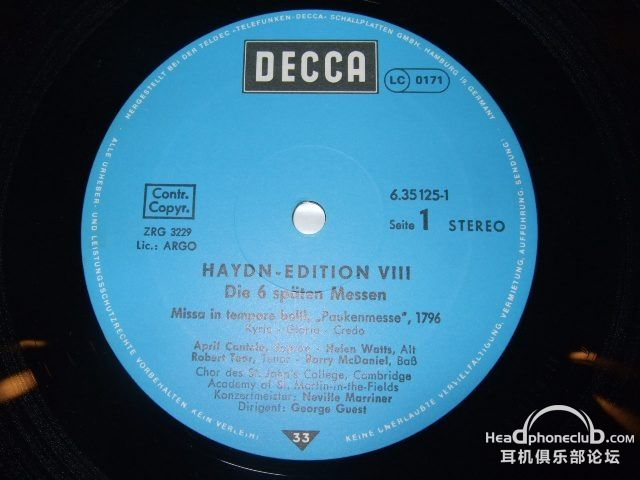 HERGESTELLT BEI DER TELDEC »TELEFUNKEN-DECCA« SCHALLPLATTEN GMBH, HAMBURG 19, GERMANY
DECCA
LC 0171
Contr.
Copyr.
ZRG 3229
Lic.: ARGO
6.35125-1
Seite 1 STEREO
HAYDN-EDITION VIII
Die 6 späten Messen
Missa in tempore belli, „Paukenmesse“, 1796
Kyrie - Gloria - Credo
April Cantelo, Sopran - Helen Watts, Alt
Robert Tear, Tenor - Barry McDaniel, Baß
Chor des St. John's College, Cambridge
Academy of St. Martin-in-the-Fields
Konzertmeister: Neville Marriner
Dirigent: George Guest
33
ALLE URHEBER- UND LEISTUNGSSCHUTZRECHTE VORBEHALTEN KEIN VERLEIH!
KEINE UNERLAUBTE VERVIELFÄLTIGUNG, VERMIETUNG, AUFFÜHRUNG, SENDUNG!
Headphoneclub.com
耳机俱乐部论坛